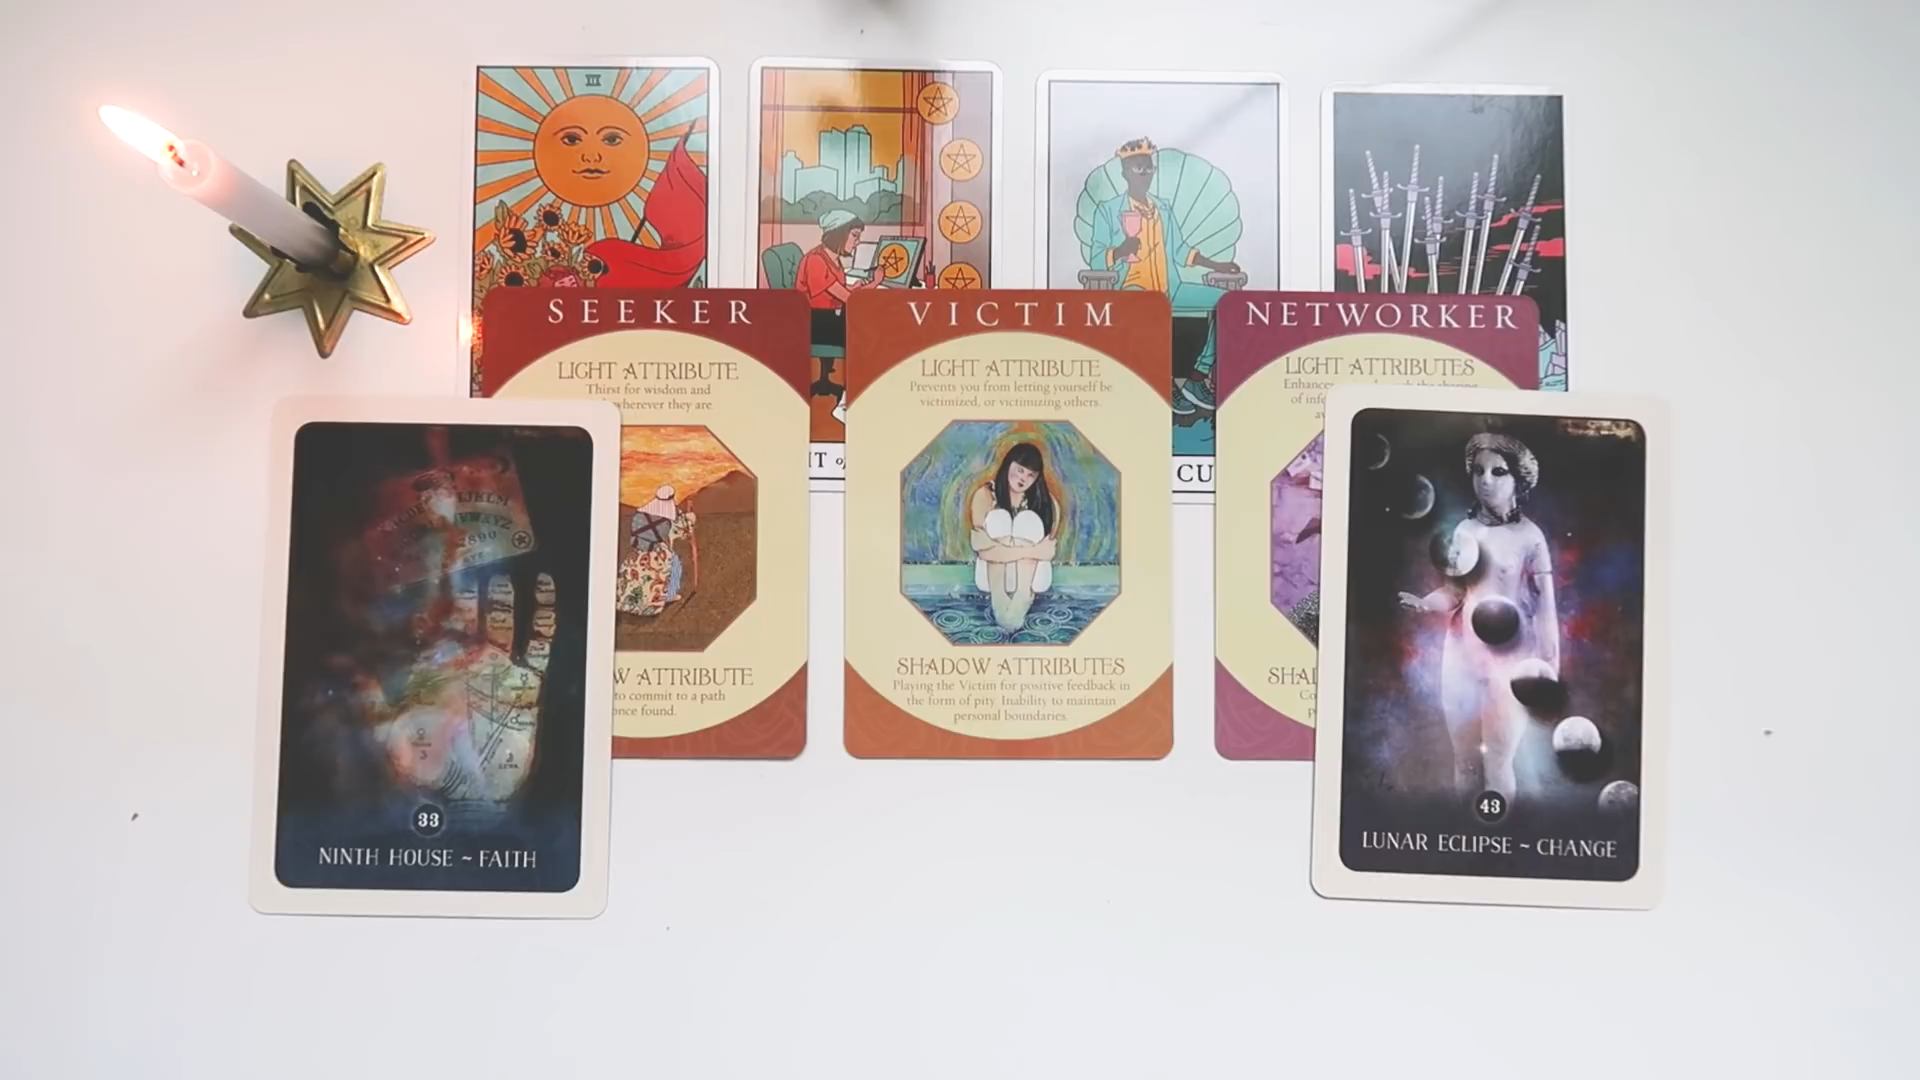 SEEKER
LIGHT ATTRIBUTE
Thirst for wisdom and
wherever they are
ATTRIBUTE
to commit to a path
once found.
VICTIM
LIGHT ATTRIBUTE
Prevents you from letting yourself be
victimized, or victimizing others.
SHADOW ATTRIBUTES
Playing the Victim for positive feedback in
the form of pity. Inability to maintain
personal boundaries.
NETWORKER
LIGHT ATTRIBUTES
of
CU
33
NINTH HOUSE ~ FAITH
43
LUNAR ECLIPSE ~ CHANGE